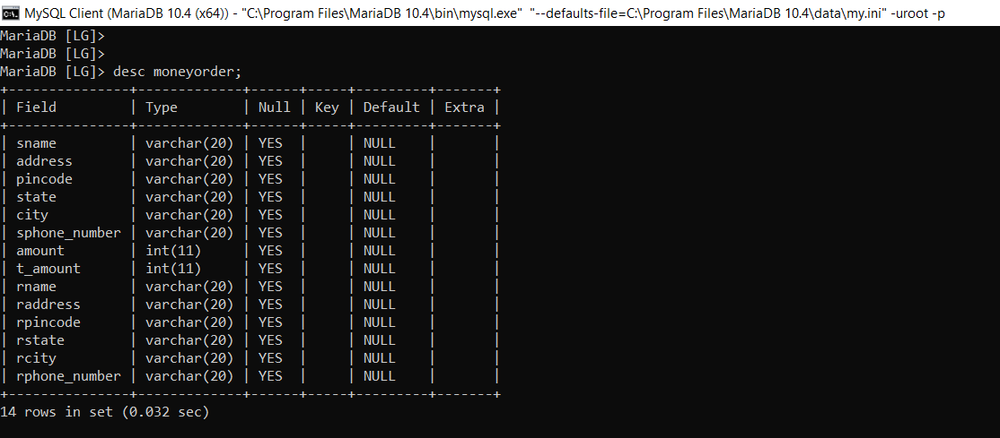 MySQL Client (MariaDB 10.4 (x64)) - "C:\Program Files\MariaDB 10.4\bin\mysql.exe"  "--defaults-file=C:\Program Files\MariaDB 10.4\data\my.ini" -uroot -p
MariaDB [LG]>
MariaDB [LG]>
MariaDB [LG]> desc moneyorder;
+---------------+-------------+------+-----+---------+-------+
| Field         | Type        | Null | Key | Default | Extra |
+---------------+-------------+------+-----+---------+-------+
| sname         | varchar(20) | YES  |     | NULL    |       |
| address       | varchar(20) | YES  |     | NULL    |       |
| pincode       | varchar(20) | YES  |     | NULL    |       |
| state         | varchar(20) | YES  |     | NULL    |       |
| city          | varchar(20) | YES  |     | NULL    |       |
| sphone_number | varchar(20) | YES  |     | NULL    |       |
| amount        | int(11)     | YES  |     | NULL    |       |
| t_amount      | int(11)     | YES  |     | NULL    |       |
| rname         | varchar(20) | YES  |     | NULL    |       |
| raddress      | varchar(20) | YES  |     | NULL    |       |
| rpincode      | varchar(20) | YES  |     | NULL    |       |
| rstate        | varchar(20) | YES  |     | NULL    |       |
| rcity         | varchar(20) | YES  |     | NULL    |       |
| rphone_number | varchar(20) | YES  |     | NULL    |       |
+---------------+-------------+------+-----+---------+-------+
14 rows in set (0.032 sec)